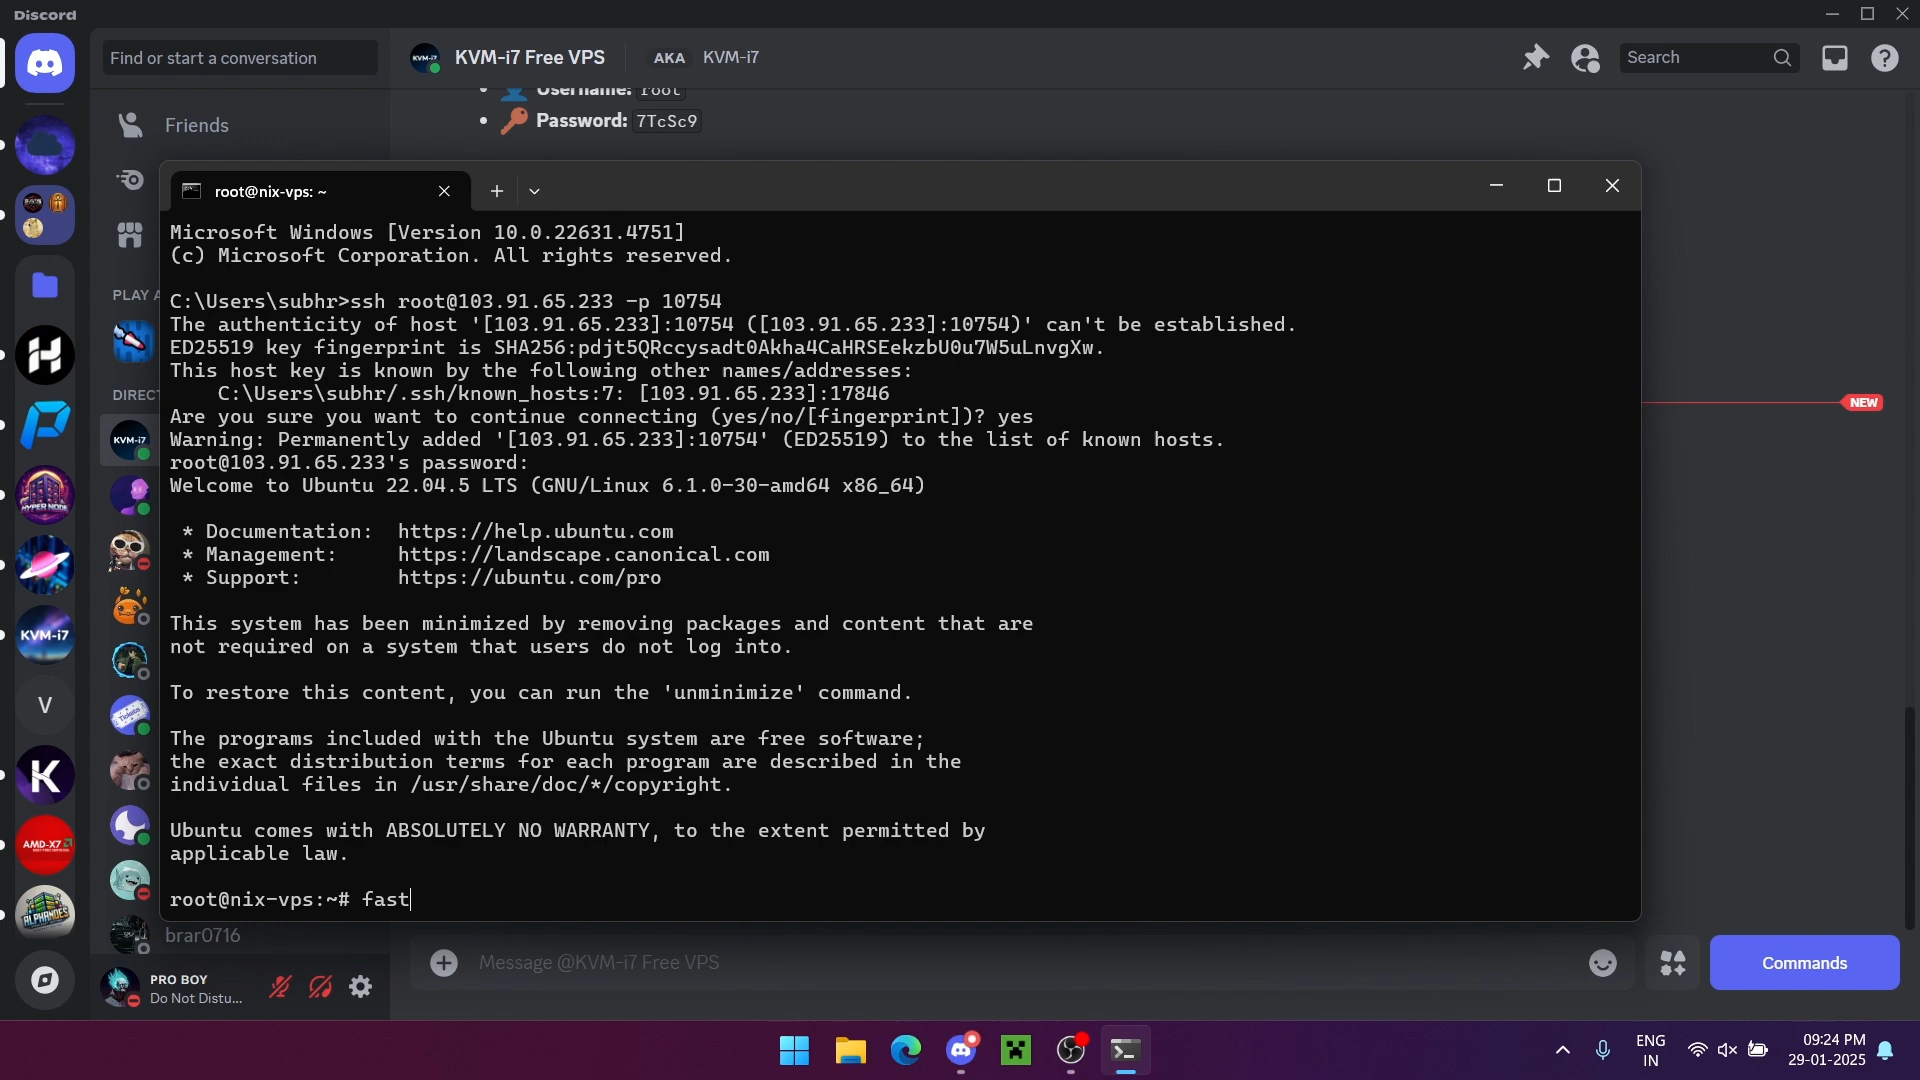 Discord
Find or start a conversation
KVM-i7 Free VPS
AKA KVM-i7
Search
Friends
Username: root
Password: 7TcSc9
PLAY A
DIRECT
root@nix-vps: ~
Microsoft Windows [Version 10.0.22631.4751]
(c) Microsoft Corporation. All rights reserved.
C:\Users\subhr>ssh root@103.91.65.233 -p 10754
The authenticity of host '[103.91.65.233]:10754 ([103.91.65.233]:10754)' can't be established.
ED25519 key fingerprint is SHA256:pdjt5QRccysadt0Akha4CaHRSEekzbU0u7W5uLnvgXw.
This host key is known by the following other names/addresses:
C:\Users\subhr/.ssh/known_hosts:7: [103.91.65.233]:17846
Are you sure you want to continue connecting (yes/no/[fingerprint])? yes
Warning: Permanently added '[103.91.65.233]:10754' (ED25519) to the list of known hosts.
root@103.91.65.233's password:
Welcome to Ubuntu 22.04.5 LTS (GNU/Linux 6.1.0-30-amd64 x86_64)
* Documentation: https://help.ubuntu.com
* Management: https://landscape.canonical.com
* Support: https://ubuntu.com/pro
This system has been minimized by removing packages and content that are
not required on a system that users do not log into.
To restore this content, you can run the 'unminimize' command.
The programs included with the Ubuntu system are free software;
the exact distribution terms for each program are described in the
individual files in /usr/share/doc/*/copyright.
Ubuntu comes with ABSOLUTELY NO WARRANTY, to the extent permitted by
applicable law.
root@nix-vps:~# fast
NEW
KVM-i7
HYPER NODE
KVM-i7
V
K
AMD-X7
brar0716
PRO BOY
Do Not Distu...
Message @KVM-i7 Free VPS
Commands
ENG
IN
09:24 PM
29-01-2025